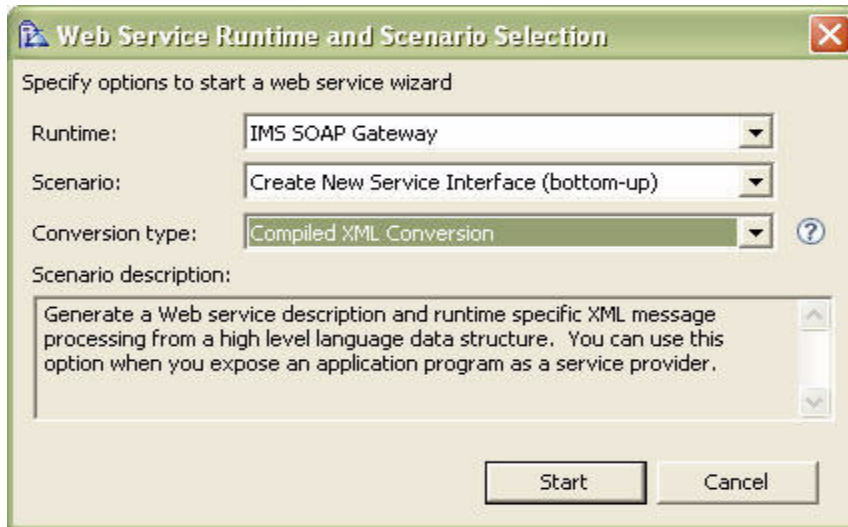 Web Service Runtime and Scenario Selection
Specify options to start a web service wizard
Runtime: IMS SOAP Gateway
Scenario: Create New Service Interface (bottom-up)
Conversion type: Compiled XML Conversion
Scenario description:
Generate a Web service description and runtime specific XML message
processing from a high level language data structure. You can use this
option when you expose an application program as a service provider.
Start Cancel